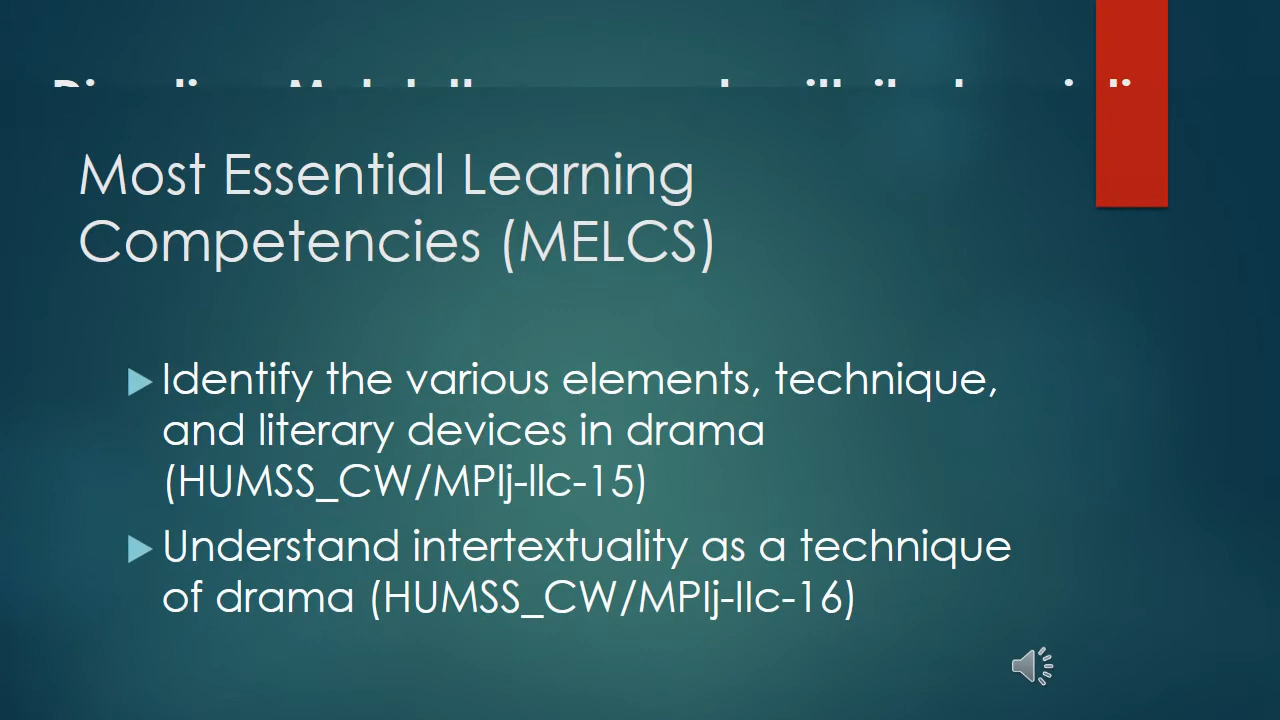 Most Essential Learning
Competencies (MELCS)
Identify the various elements, technique,
and literary devices in drama
(HUMSS_CW/MPIj-IIc-15)
Understand intertextuality as a technique
of drama (HUMSS_CW/MPIj-IIc-16)